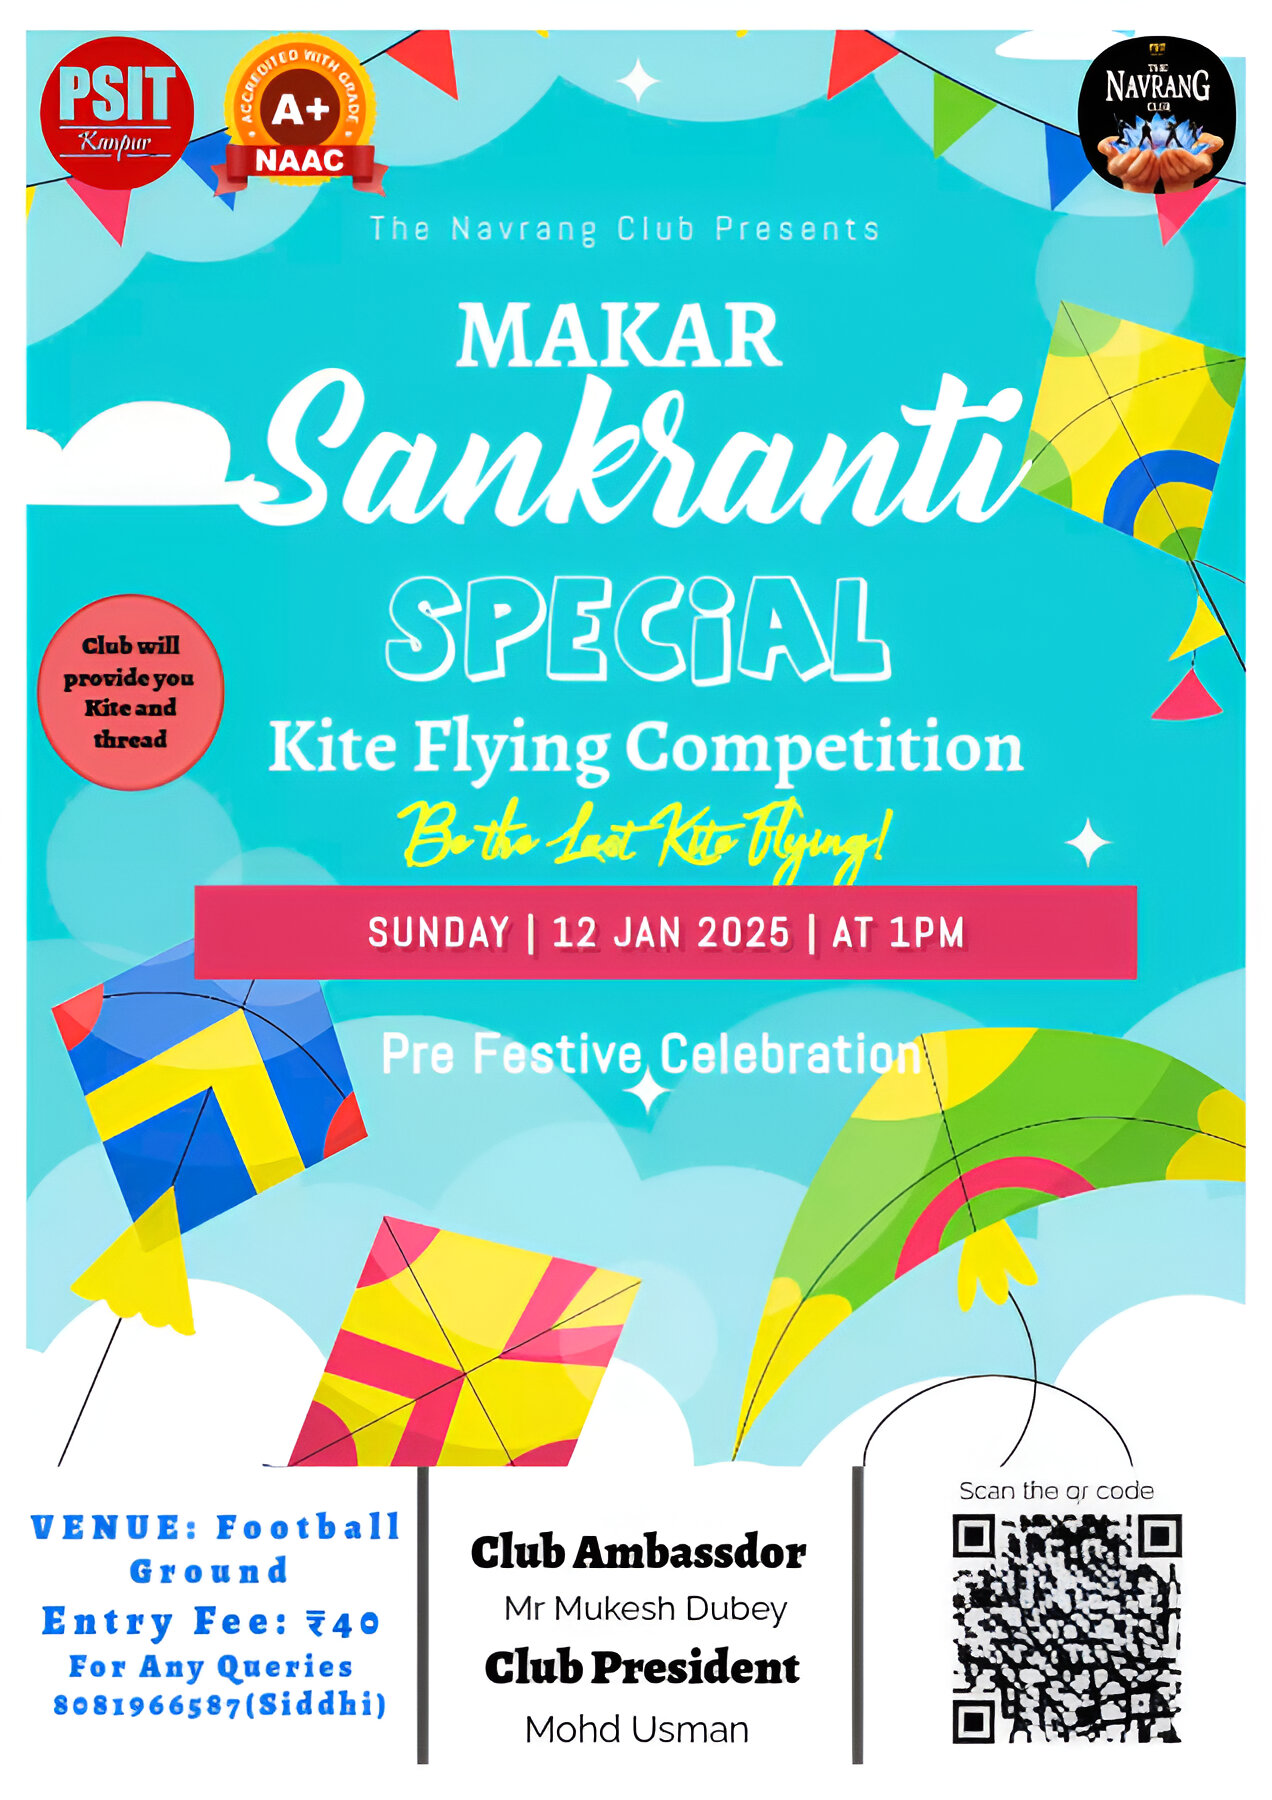 PSIT
Kanpur
ACCREDITED WITH GRADE
A+
NAAC
THE
NAVRANG
CLUB
The Navrang Club Presents
MAKAR
Sankranti
SPECiAL
Club will
provide you
Kite and
thread
Kite Flying Competition
Be the Last Kite Flying!
SUNDAY | 12 JAN 2025 | AT 1PM
Pre Festive Celebration
VENUE: Football
Ground
Entry Fee: ₹40
For Any Queries
8081966587(Siddhi)
Club Ambassdor
Mr Mukesh Dubey
Club President
Mohd Usman
Scan the qr code